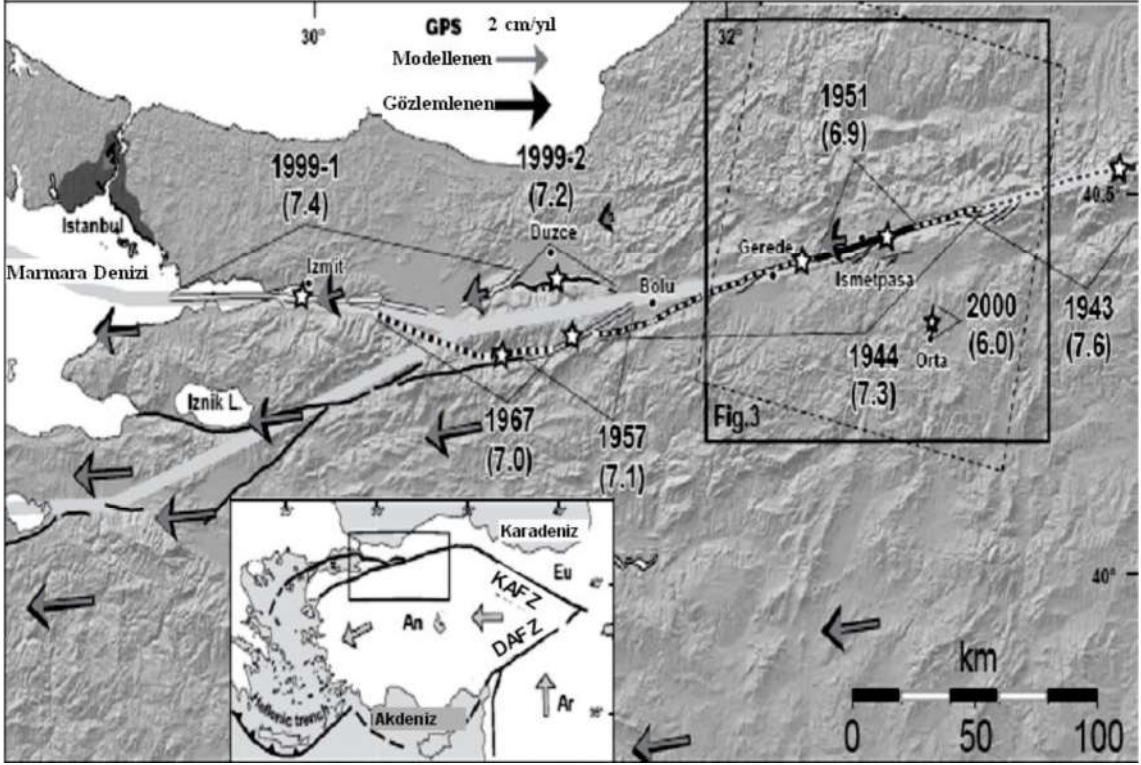 GPS 2 cm/yıl
Modellenen
Gözlemlenen
30°
32°
1951
(6.9)
1999-1
(7.4)
1999-2
(7.2)
Duzce
Istanbul
Marmara Denizi
Izmit
Gerede
Ismetpasa
Bolu
40.5°
2000
(6.0)
Orta
1943
(7.6)
1944
(7.3)
Iznik L.
1967
(7.0)
1957
(7.1)
Fig.3
Karadeniz
Eu
KAFZ
An
DAFZ
Ar
Hellenic trench
Akdeniz
40°
km
0 50 100